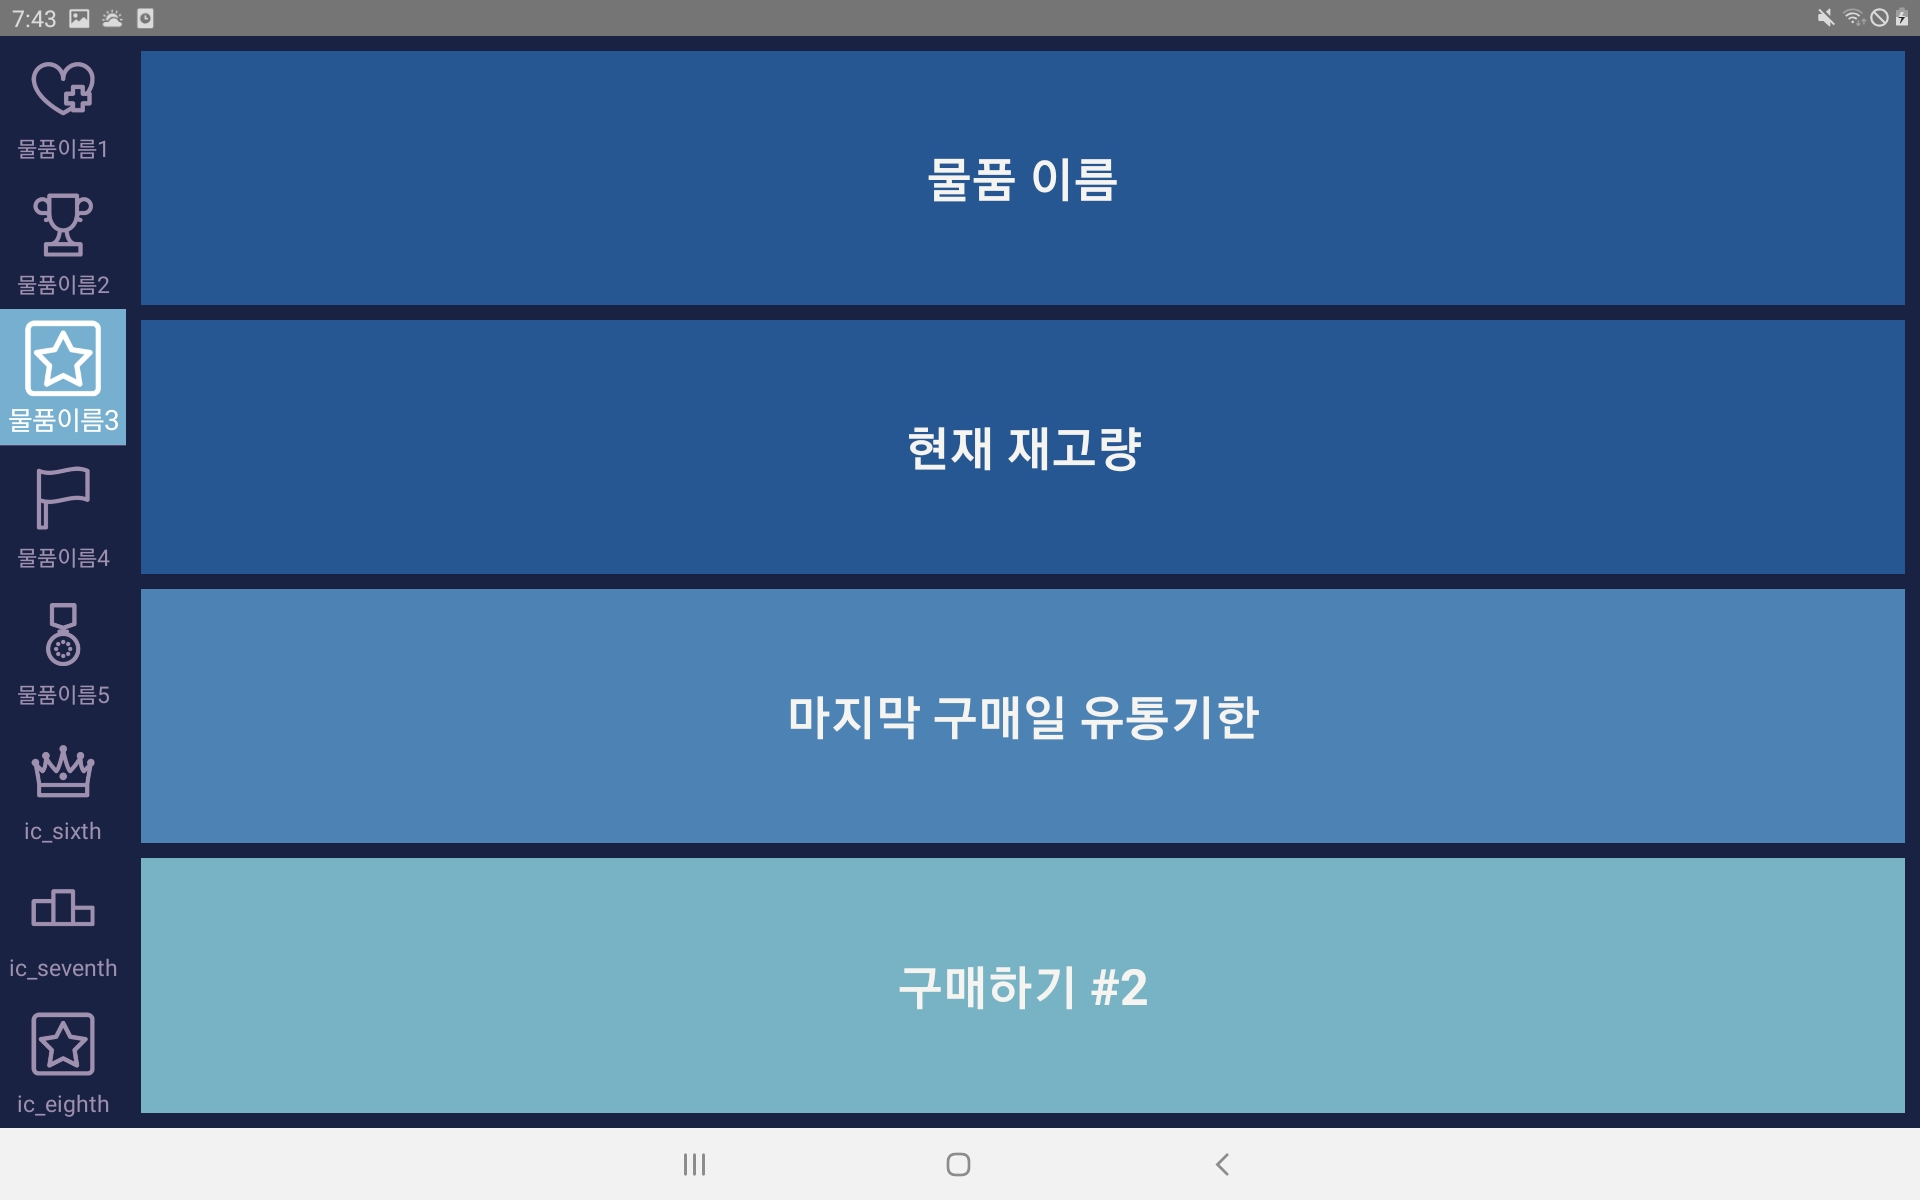 7:43
물품이름1
물품이름2
물품이름3
물품이름4
물품이름5
ic_sixth
ic_seventh
ic_eighth
물품 이름
현재 재고량
마지막 구매일 유통기한
구매하기 #2